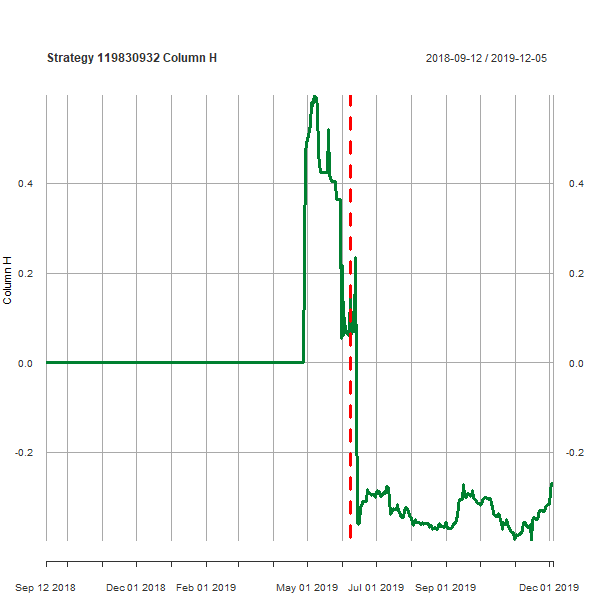 Strategy 119830932 Column H
2018-09-12 / 2019-12-05
Column H
0.4
0.2
0.0
-0.2
0.4
0.2
0.0
-0.2
Sep 12 2018
Dec 01 2018
Feb 01 2019
May 01 2019
Jul 01 2019
Sep 01 2019
Dec 01 2019